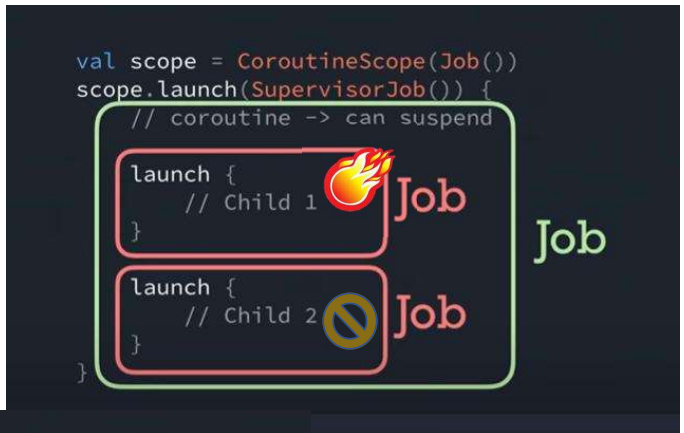 val scope = CoroutineScope(Job())
scope.launch(SupervisorJob()) {
// coroutine -> can suspend
launch {
// Child 1
}
Job
Job
launch {
// Child 2
}
Job
}